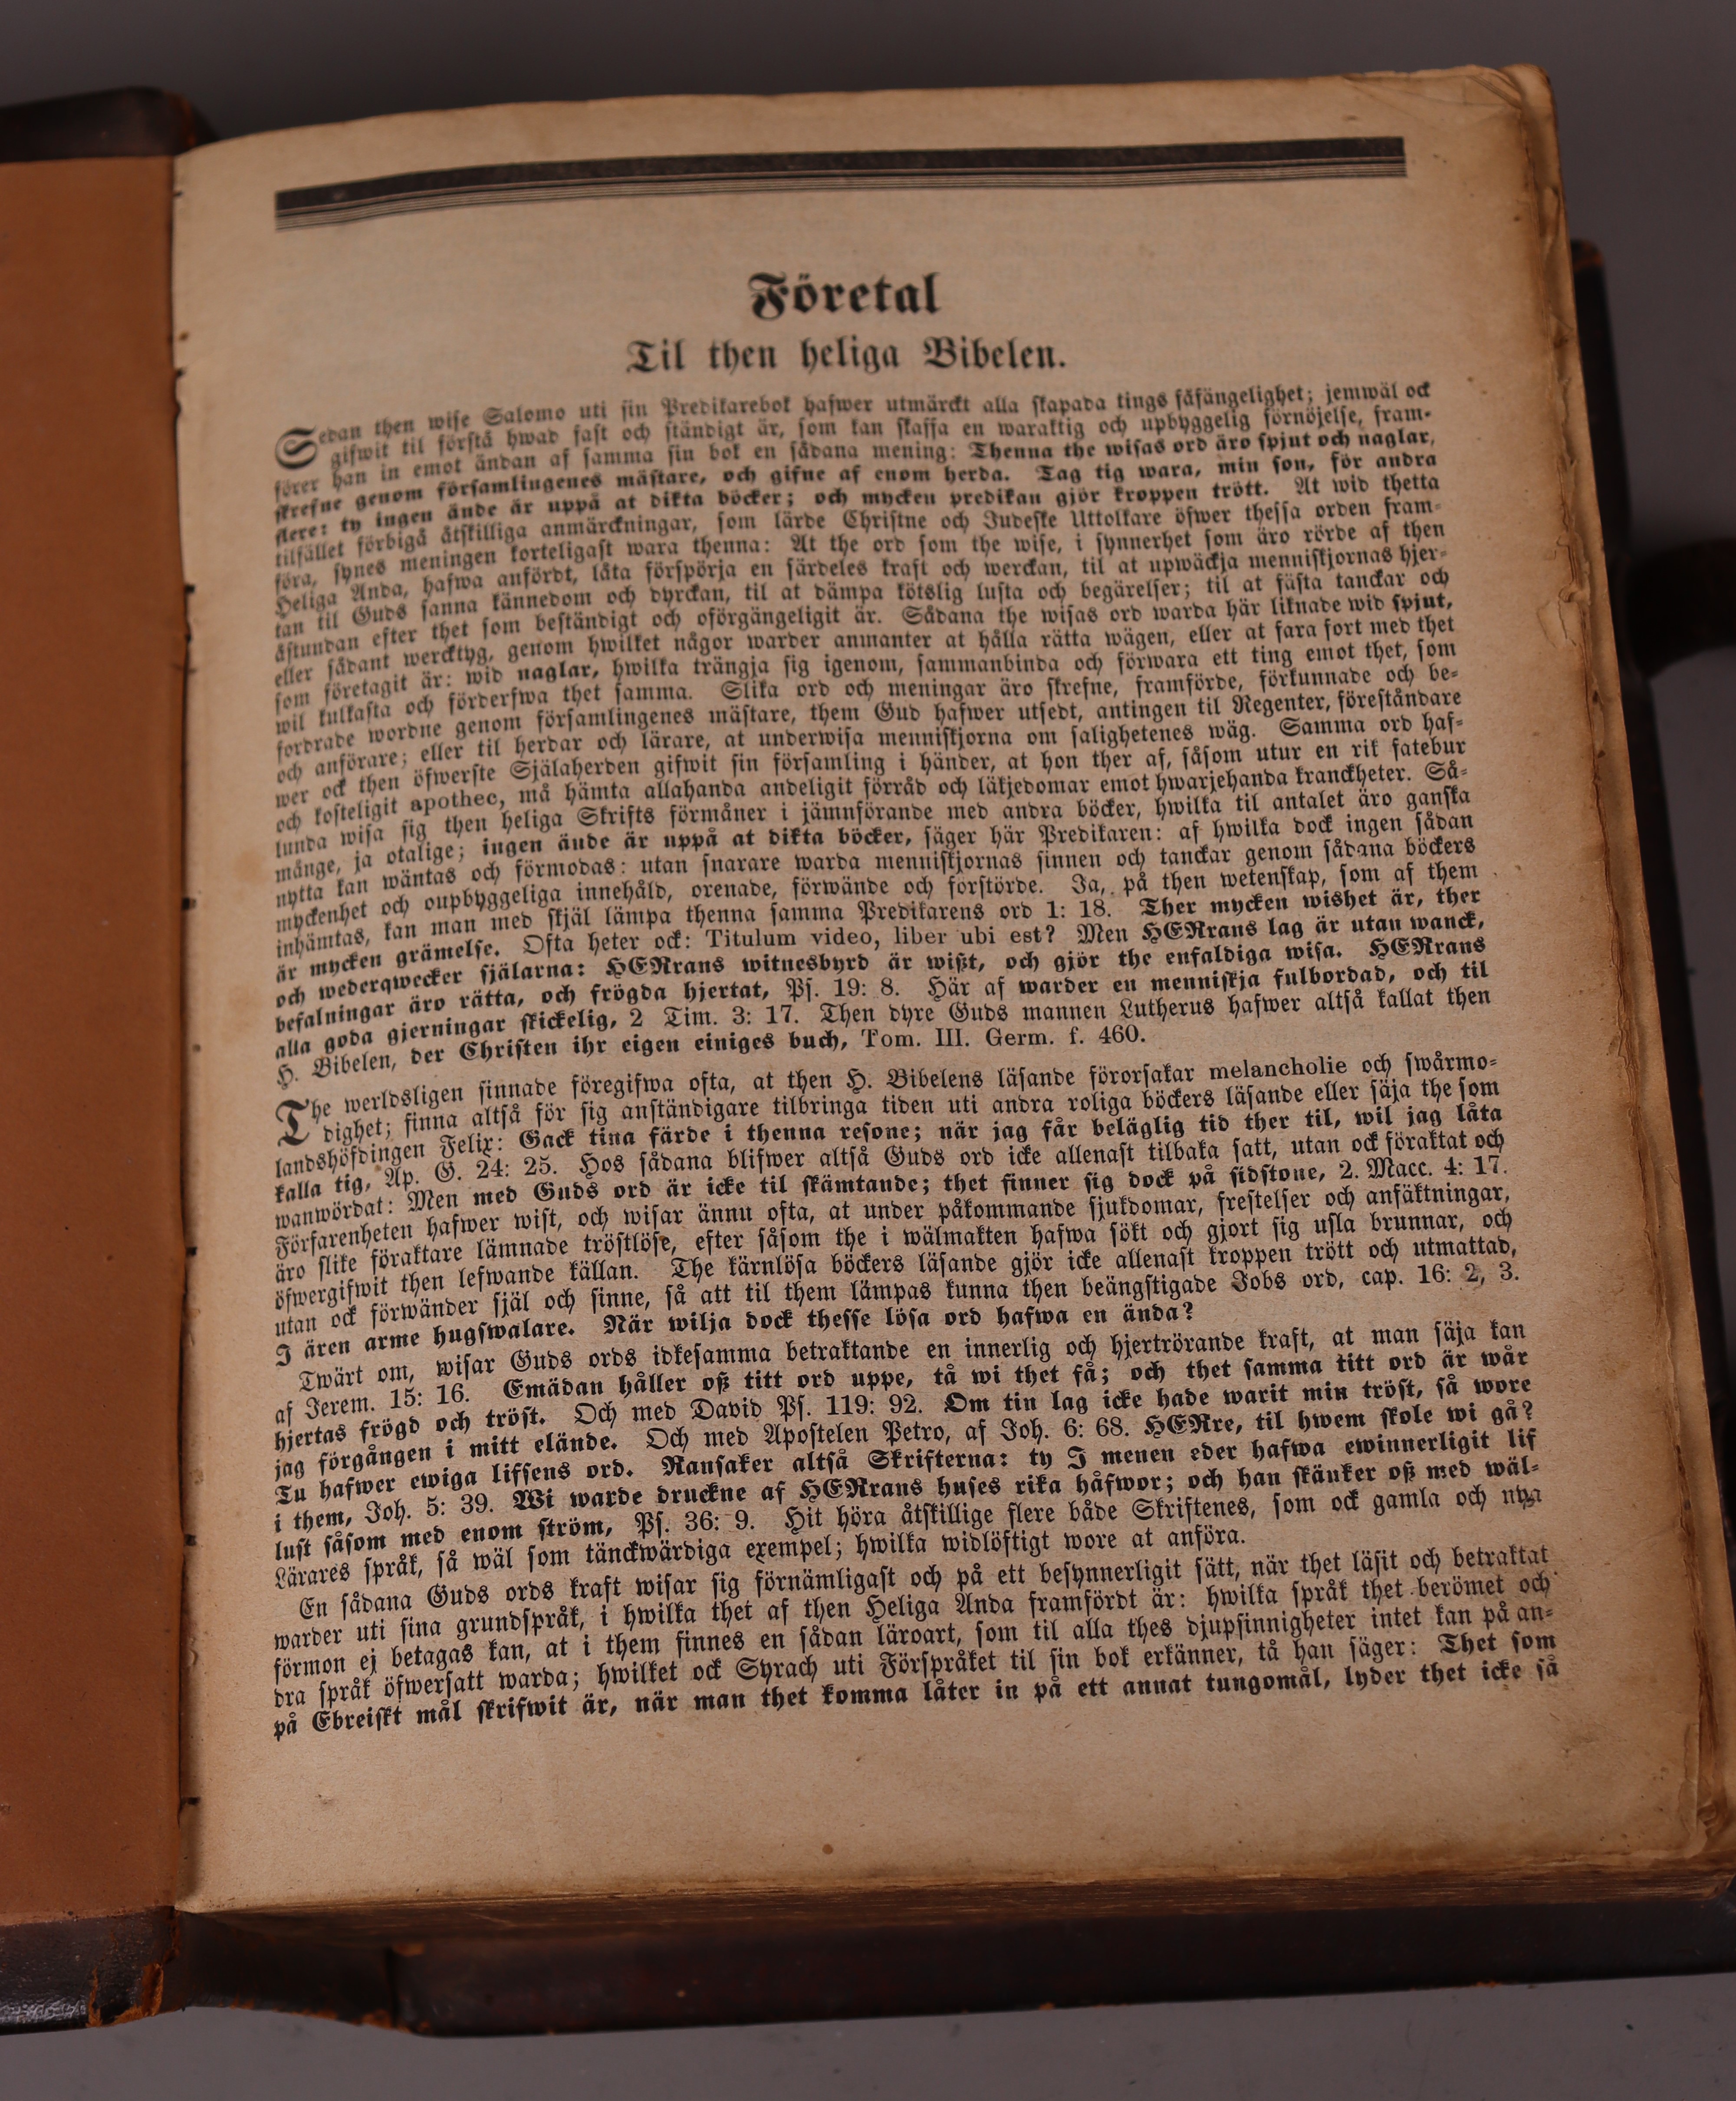 Företal
Til then heliga Bibelen.
Sedan then wise Salomo uti sin Predikarebok hafwer utmärckt alla skapada tings fåfängelighet; jemwäl ock
gifwit til förstå hwad fast och ständigt är, som kan skaffa en waraktig och upbyggelig förnöjelse, fram-
förer han in emot ändan af samma sin bok en sådana mening: Thenna the wisas ord äro spjut och naglar,
skrefne genom församlingenes mästare, och gifne af enom herda. Tag tig wara, min son, för andra
flere: ty ingen ände är uppå at dikta böcker; och mycken predikan gjör kroppen trött. At wid thetta
tilfället förbigå åtskilliga anmärckningar, som lärde Christne och Judeske Uttolkare öfwer thessa orden fram-
föra, synes meningen korteligast wara thenna: At the ord som the wise, i synnerhet som äro rörde af then
Heliga Anda, hafwa anfördt, låta förspörja en särdeles kraft och werckan, til at upwäckja menniskjornas hjer-
tan til Guds sanna kännedom och dyrckan, til at dämpa kötslig lusta och begärelser; til at fästa tanckar och
åstundan efter thet som beständigt och oförgängeligit är. Sådana the wisas ord warda här liknade wid spjut,
eller sådant wercktyg, genom hwilket någor warder anmanter at hålla rätta wägen, eller at fara fort med thet
som företagit är: wid naglar, hwilka trängja sig igenom, sammanbinda och förwara ett ting emot thet, som
wil kulkasta och förderfwa thet samma. Slika ord och meningar äro skrefne, framförde, förkunnade och be-
fordrade wordne genom församlingenes mästare, them Gud hafwer utsedt, antingen til Regenter, föreståndare
och anförare; eller til herdar och lärare, at underwisa menniskjorna om salighetenes wäg. Samma ord haf-
wer ock then öfwerste Själaherden gifwit sin församling i händer, at hon ther af, såsom utur en rik fatebur
och kosteligit apothec, må hämta allahanda andeligit förråd och läkjedomar emot hwarjehanda kranckheter. Så-
lunda wisa sig then heliga Skrifts förmåner i jämnförande med andra böcker, hwilka til antalet äro ganska
månge, ja otalige; ingen ände är uppå at dikta böcker, säger här Predikaren: af hwilka dock ingen sådan
nytta kan wäntas och förmodas: utan snarare warda menniskjornas sinnen och tanckar genom sådana böckers
myckenhet och oupbyggeliga innehåld, orenade, förwände och förstörde. Ja, på then wetenskap, som af them
inhämtas, kan man med skjäl lämpa thenna samma Predikarens ord 1: 18. Ther mycken wishet är, ther
är mycken grämelse. Ofta heter ock: Titulum video, liber ubi est? Men HERrans lag är utan wanck,
och wederqwecker själarna: HERrans witnesbyrd är wißt, och gjör the enfaldiga wisa. HERrans
befalningar äro rätta, och frögda hjertat, Ps. 19: 8. Här af warder en menniskja fulbordad, och til
alla goda gjerningar skickelig, 2 Tim. 3: 17. Then dyre Guds mannen Lutherus hafwer altså kallat then
H. Bibelen, der Christen ihr eigen einiges buch, Tom. III. Germ. f. 460.
The werldsligen sinnade föregifwa ofta, at then H. Bibelens läsande förorsakar melancholie och swårmo-
dighet; finna altså för sig anständigare tilbringa tiden uti andra roliga böckers läsande eller säja the som
landshöfdingen Felix: Gack tina färde i thenna resone; när jag får beläglig tid ther til, wil jag låta
kalla tig, Ap. G. 24: 25. Hos sådana blifwer altså Guds ord icke allenast tilbaka satt, utan ock föraktat och
wanwördat: Men med Guds ord är icke til skämtande; thet finner sig dock på sidstone, 2. Macc. 4: 17.
Förfarenheten hafwer wist, och wisar ännu ofta, at under påkommande sjukdomar, frestelser och anfäktningar,
äro slike föraktare lämnade tröstlöse, efter såsom the i wälmakten hafwa sökt och gjort sig usla brunnar, och
öfwergifwit then lefwande källan. The kärnlösa böckers läsande gjör icke allenast kroppen trött och utmattad,
utan ock förwänder själ och sinne, så att til them lämpas kunna then beängstigade Jobs ord, cap. 16: 2, 3.
I ären arme hugswalare. När wilja dock thesse lösa ord hafwa en ända?
Twärt om, wisar Guds ords idkesamma betraktande en innerlig och hjertrörande kraft, at man säja kan
af Jerem. 15: 16. Emädan håller oß titt ord uppe, tå wi thet få; och thet samma titt ord är wår
hjertas frögd och tröst. Och med David Ps. 119: 92. Om tin lag icke hade warit min tröst, så wore
jag förgången i mitt elände. Och med Apostelen Petro, af Joh. 6: 68. HERre, til hwem skole wi gå?
Tu hafwer ewiga lifsens ord. Ransaker altså Skrifterna: ty I menen eder hafwa ewinnerligit lif
i them, Joh. 5: 39. Wi warde druckne af HERrans huses rika håfwor; och han skänker oß med wäl-
lust såsom med enom ström, Ps. 36: 9. Hit höra åtskillige flere både Skriftenes, som ock gamla och nya
Lärares språk, så wäl som tänckwärdiga exempel; hwilka widlöftigt wore at anföra.
En sådana Guds ords kraft wisar sig förnämligast och på ett besynnerligit sätt, när thet läsit och betraktat
warder uti sina grundspråk, i hwilka thet af then Heliga Anda framfördt är: hwilka språk thet berömet och
förmon ej betagas kan, at i them finnes en sådan läroart, som til alla thes djupsinnigheter intet kan på an-
dra språk öfwersatt warda; hwilket ock Syrach uti Förspråket til sin bok erkänner, tå han säger: Thet som
på Ebreiskt mål skrifwit är, när man thet komma låter in på ett annat tungomål, lyder thet icke så